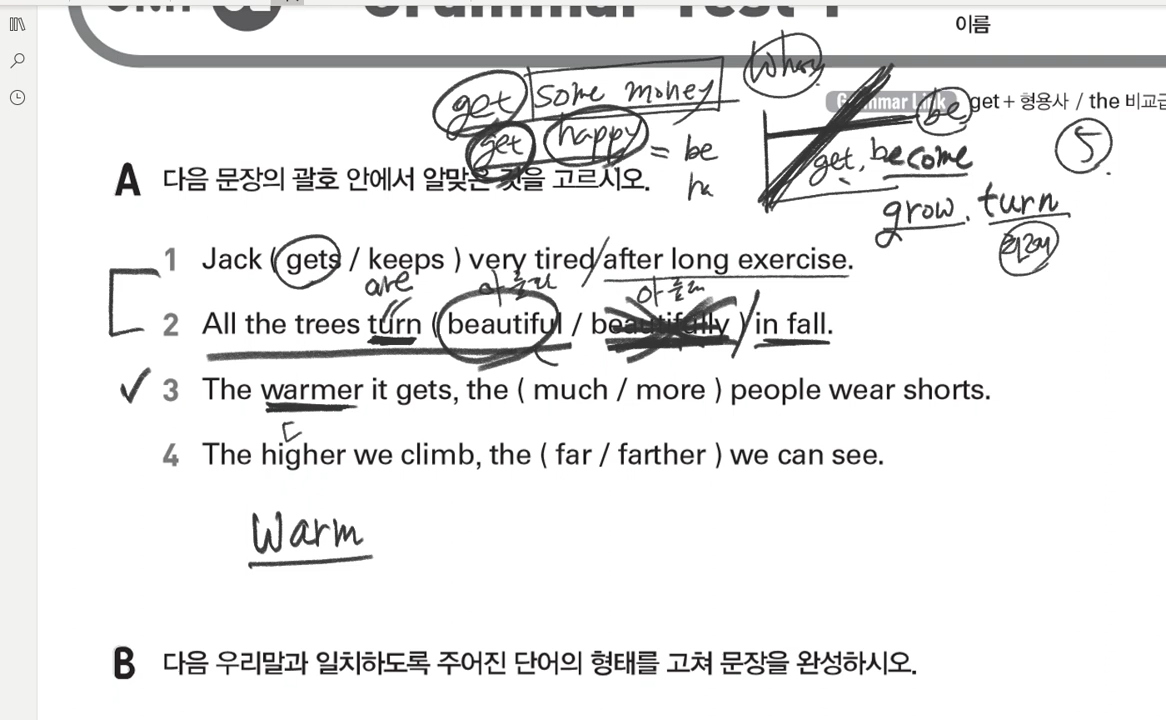 이름
get some money Why
Grammar Link be get + 형용사 / the 비교급
get happy = be
get, become 5
A 다음 문장의 괄호 안에서 알맞은 것을 고르시오.
grow. turn
1 Jack ( gets / keeps ) very tired after long exercise.
are
2 All the trees turn ( beautiful / beautifully ) in fall.
3 The warmer it gets, the ( much / more ) people wear shorts.
4 The higher we climb, the ( far / farther ) we can see.
Warm
B 다음 우리말과 일치하도록 주어진 단어의 형태를 고쳐 문장을 완성하시오.